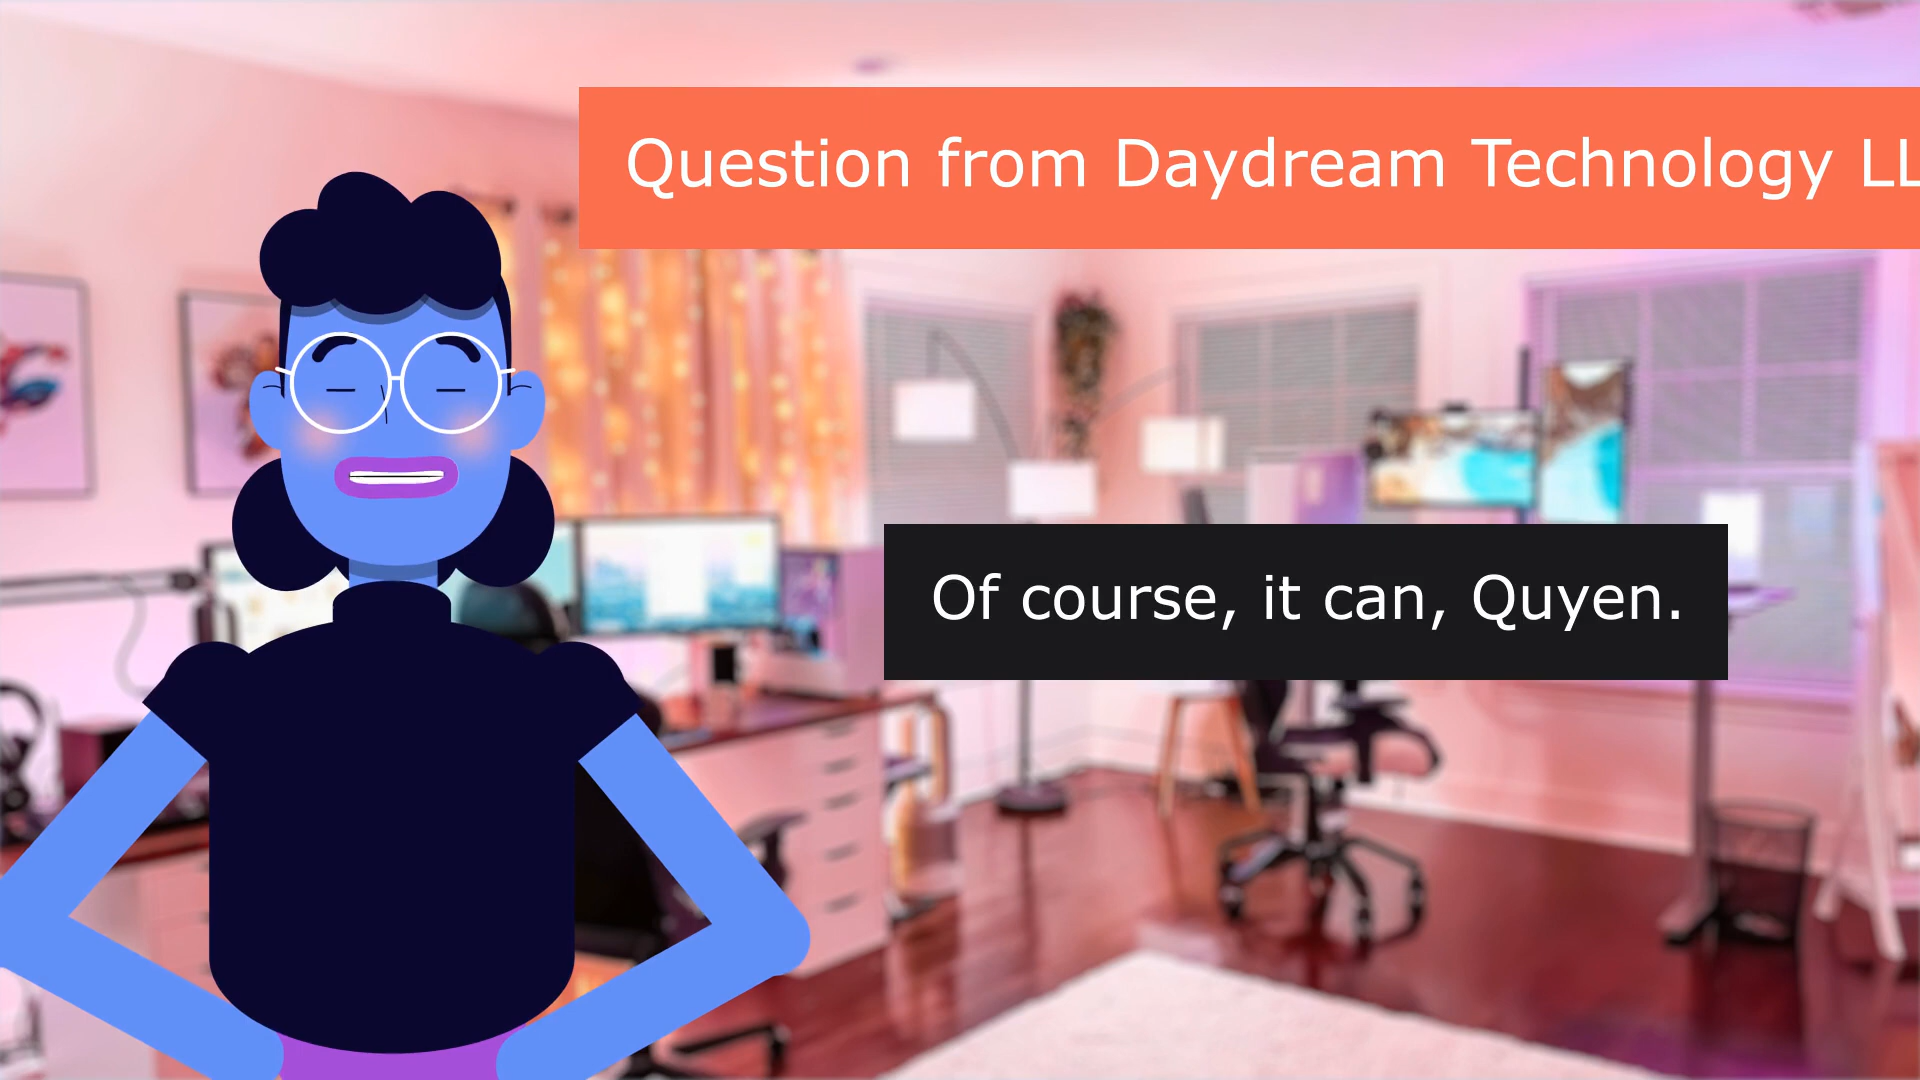 Question from Daydream Technology LL
Of course, it can, Quyen.